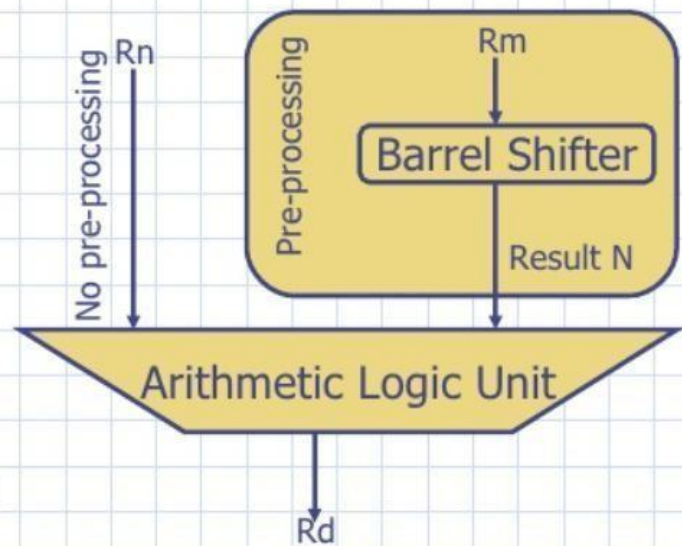 Rn
No pre-processing
Pre-processing
Rm
Barrel Shifter
Result N
Arithmetic Logic Unit
Rd